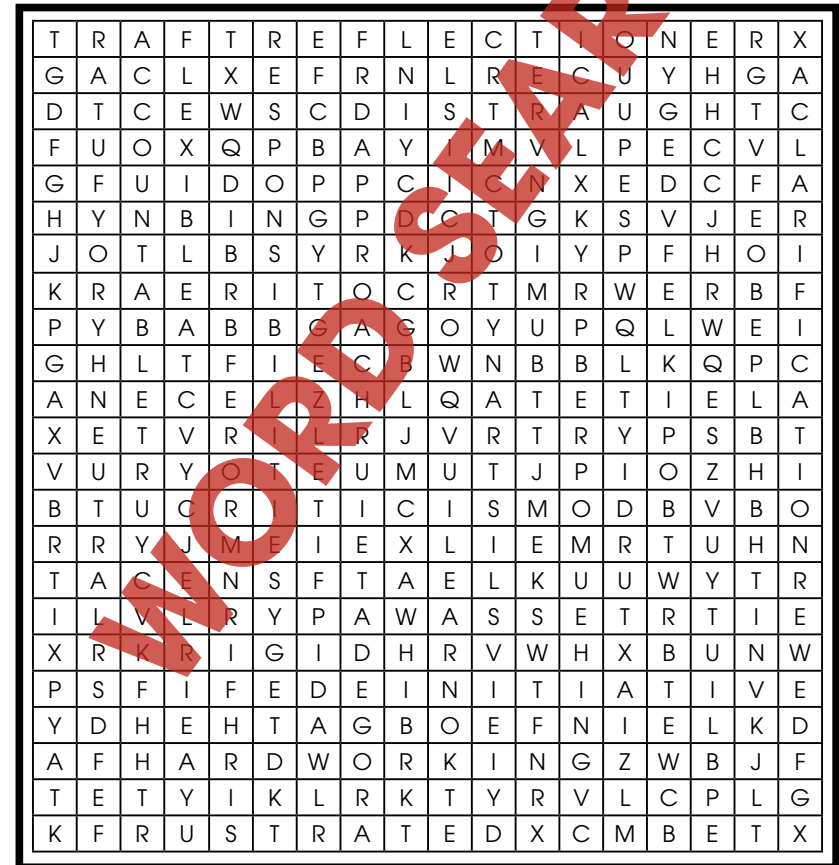 T R A F T R E F L E C T I O N E R X
G A C L X E F R N L R E C U Y H G A
D T C E W S C D I S T R A U G H T C
F U O X Q P B A Y I M V L P E C V L
G F U I D O P P C I C N X E D C F A
H Y N B I N G P D C T G K S V J E R
J O T L B S Y R K J O I Y P F H O I
K R A E R I T O C R T M R W E R B F
P Y B A B B G A G O Y U P Q L W E I
G H L T F I E C B W N B B L K Q P C
A N E C E L Z H L Q A T E T I E L A
X E T V R I L R J V R T R Y P S B T
V U R Y O T E U M U T J P I O Z H I
B T U C R I T I C I S M O D B V B O
R R Y J M E I E X L I E M R T U H N
T A C E N S F T A E L K U U W Y T R
I L V L R Y P A W A S S E T R T I E
X R K R I G I D H R V W H X B U N W
P S F I F E D E I N I T I A T I V E
Y D H E H T A G B O E F N I E L K D
A F H A R D W O R K I N G Z W B J F
T E T Y I K L R K T Y R V L C P L G
K F R U S T R A T E D X C M B E T X
WORD SEAR